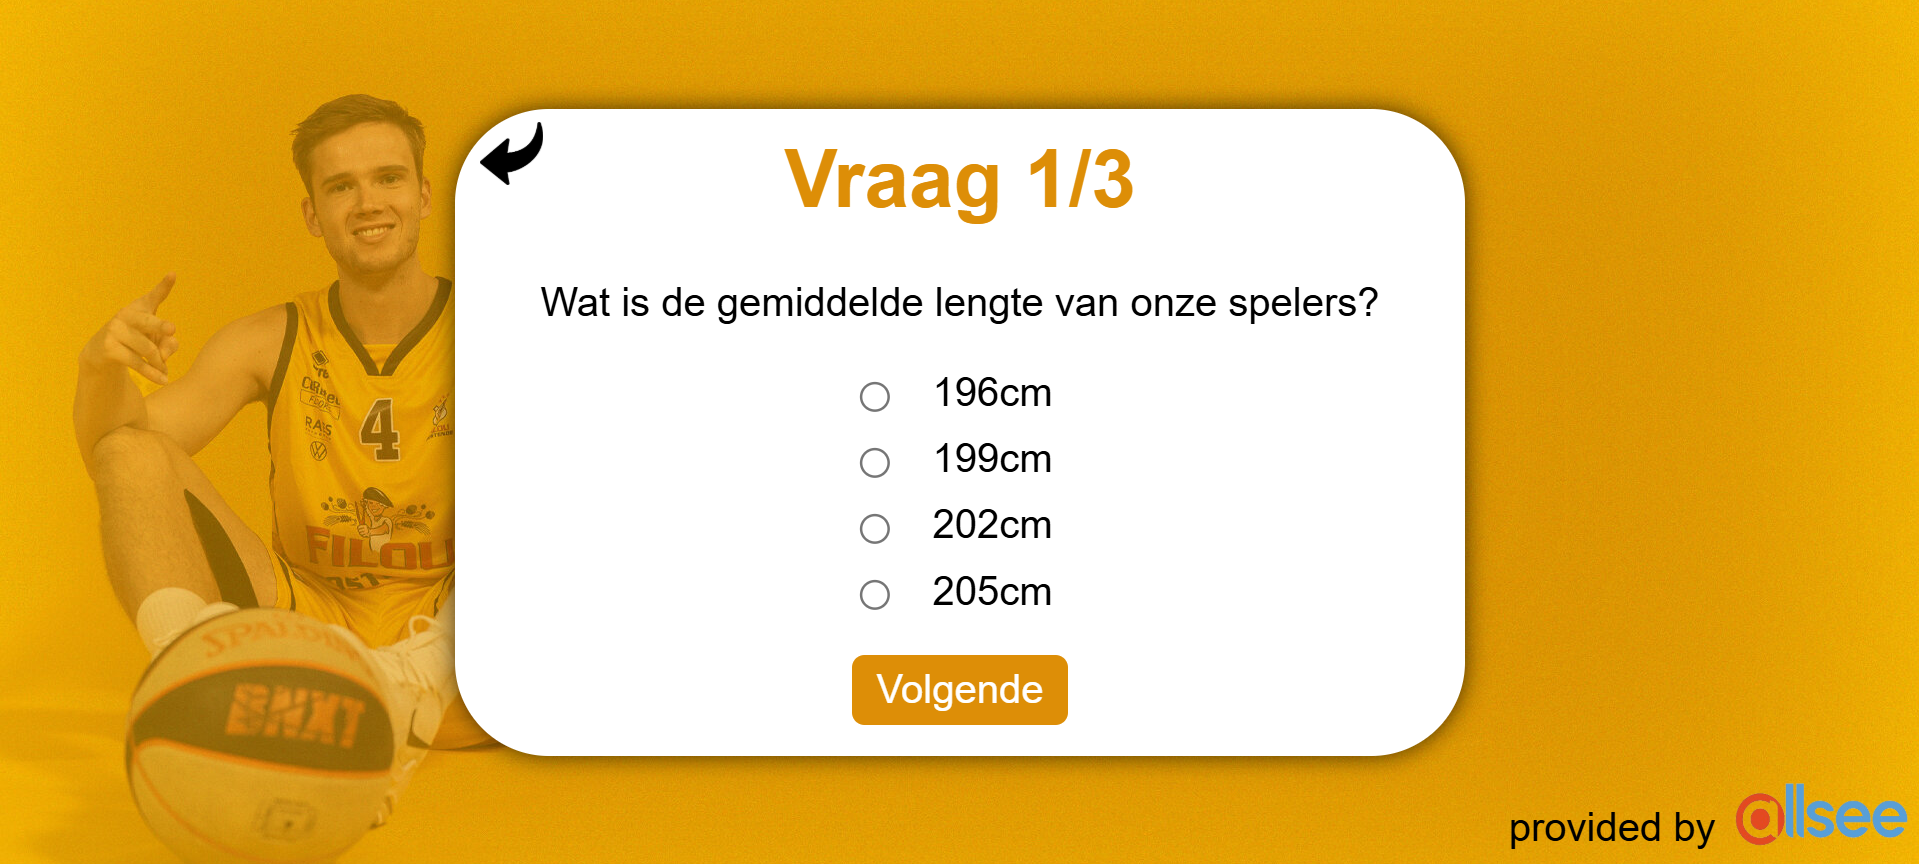 Vraag 1/3
Wat is de gemiddelde lengte van onze spelers?
196cm
199cm
202cm
205cm
Volgende
4
FILOU
SPALDING
BNXT
provided by allsee